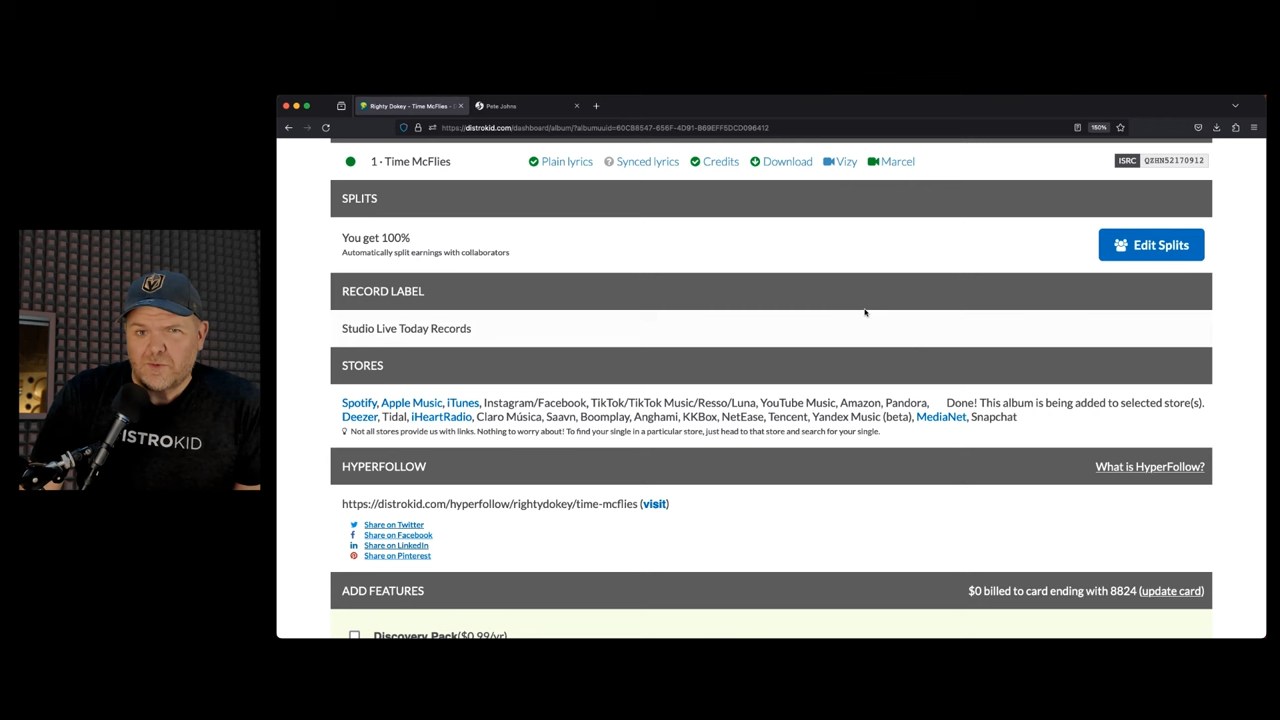 Righty Dokey - Time McFlies -
Pete Johns
https://distrokid.com/dashboard/album/?albumuuid=60CB8547-656F-4D91-B69EFF5DCD096412
150%
1 · Time McFlies
Plain lyrics
Synced lyrics
Credits
Download
Vizy
Marcel
ISRC
QZHN52170912
SPLITS
You get 100%
Automatically split earnings with collaborators
Edit Splits
RECORD LABEL
Studio Live Today Records
STORES
Spotify, Apple Music, iTunes, Instagram/Facebook, TikTok/TikTok Music/Resso/Luna, YouTube Music, Amazon, Pandora,
Done! This album is being added to selected store(s).
Deezer, Tidal, iHeartRadio, Claro Música, Saavn, Boomplay, Anghami, KKBox, NetEase, Tencent, Yandex Music (beta), MediaNet, Snapchat
Not all stores provide us with links. Nothing to worry about! To find your single in a particular store, just head to that store and search for your single.
HYPERFOLLOW
What is HyperFollow?
https://distrokid.com/hyperfollow/rightydokey/time-mcflies (visit)
Share on Twitter
Share on Facebook
Share on LinkedIn
Share on Pinterest
ADD FEATURES
$0 billed to card ending with 8824 (update card)
Discovery Pack($0.99/yr)
ISTROKID